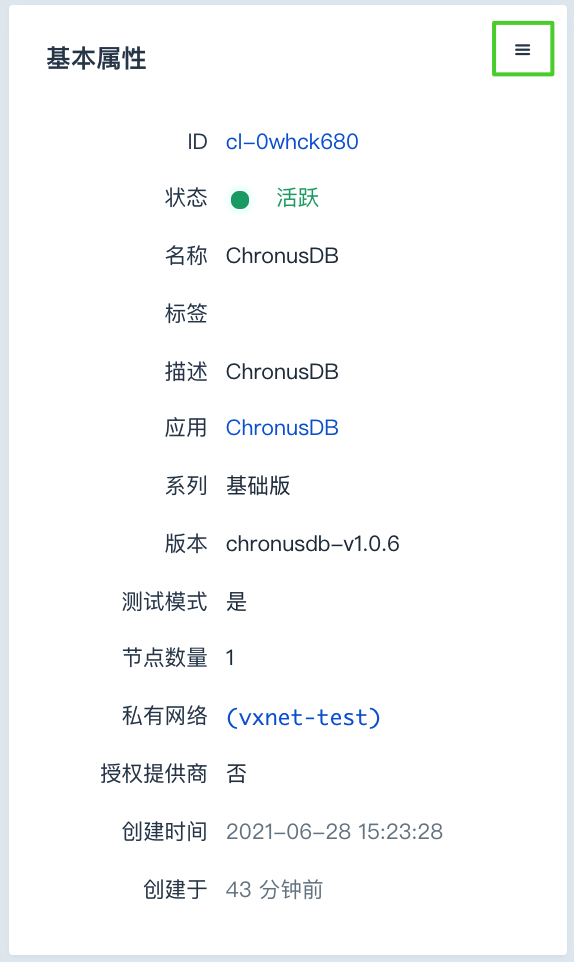 基本属性
ID cl-0whck680
状态 活跃
名称 ChronusDB
标签
描述 ChronusDB
应用 ChronusDB
系列 基础版
版本 chronusdb-v1.0.6
测试模式 是
节点数量 1
私有网络 (vxnet-test)
授权提供商 否
创建时间 2021-06-28 15:23:28
创建于 43 分钟前